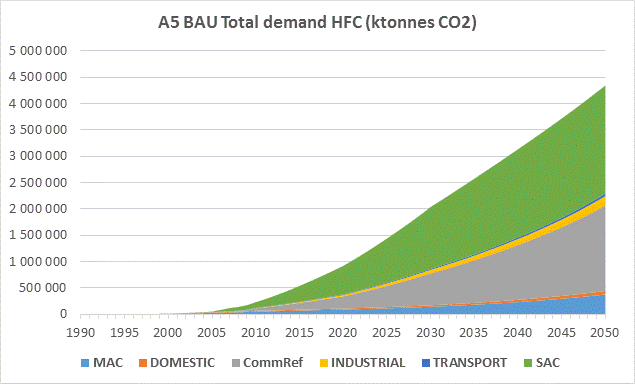 A5 BAU Total demand HFC (ktonnes CO2)
5 000 000
4 500 000
4 000 000
3 500 000
3 000 000
2 500 000
2 000 000
1 500 000
1 000 000
500 000
0
1990 1995 2000 2005 2010 2015 2020 2025 2030 2035 2040 2045 2050
MAC DOMESTIC CommRef INDUSTRIAL TRANSPORT SAC